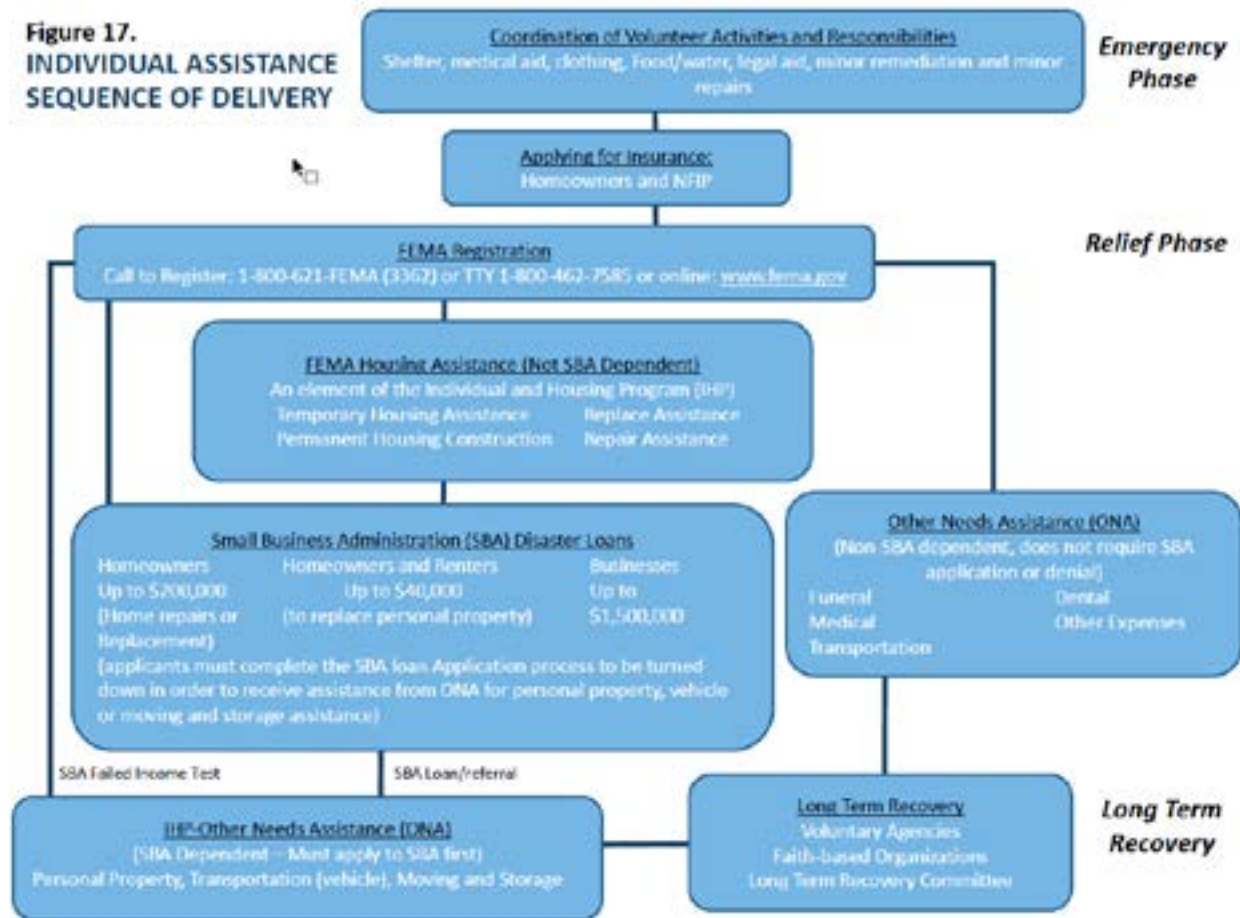 Figure 17.
INDIVIDUAL ASSISTANCE
SEQUENCE OF DELIVERY
Coordination of Volunteer Activities and Responsibilities
Shelter, medical aid, clothing, Food/water, legal aid, minor remediation and minor
repairs
Emergency
Phase
Applying for Insurance:
Homeowners and NFIP
FEMA Registration
Call to Register: 1-800-621-FEMA (3362) or TTY 1-800-462-7585 or online: www.fema.gov
Relief Phase
FEMA Housing Assistance (Not SBA Dependent)
An element of the Individual and Housing Program (IHP)
Temporary Housing Assistance Replace Assistance
Permanent Housing Construction Repair Assistance
Small Business Administration (SBA) Disaster Loans
Homeowners Homeowners and Renters Businesses
Up to $200,000 Up to $40,000 Up to
(Home repairs or (to replace personal property) $1,500,000
Replacement)
(applicants must complete the SBA loan Application process to be turned
down in order to receive assistance from ONA for personal property, vehicle
or moving and storage assistance)
Other Needs Assistance (ONA)
(Non SBA dependent, does not require SBA
application or denial)
Funeral Dental
Medical Other Expenses
Transportation
SBA Failed Income Test
SBA Loan/referral
IHP-Other Needs Assistance (ONA)
(SBA Dependent - Must apply to SBA first)
Personal Property, Transportation (vehicle), Moving and Storage
Long Term Recovery
Voluntary Agencies
Faith-based Organizations
Long Term Recovery Committee
Long Term
Recovery